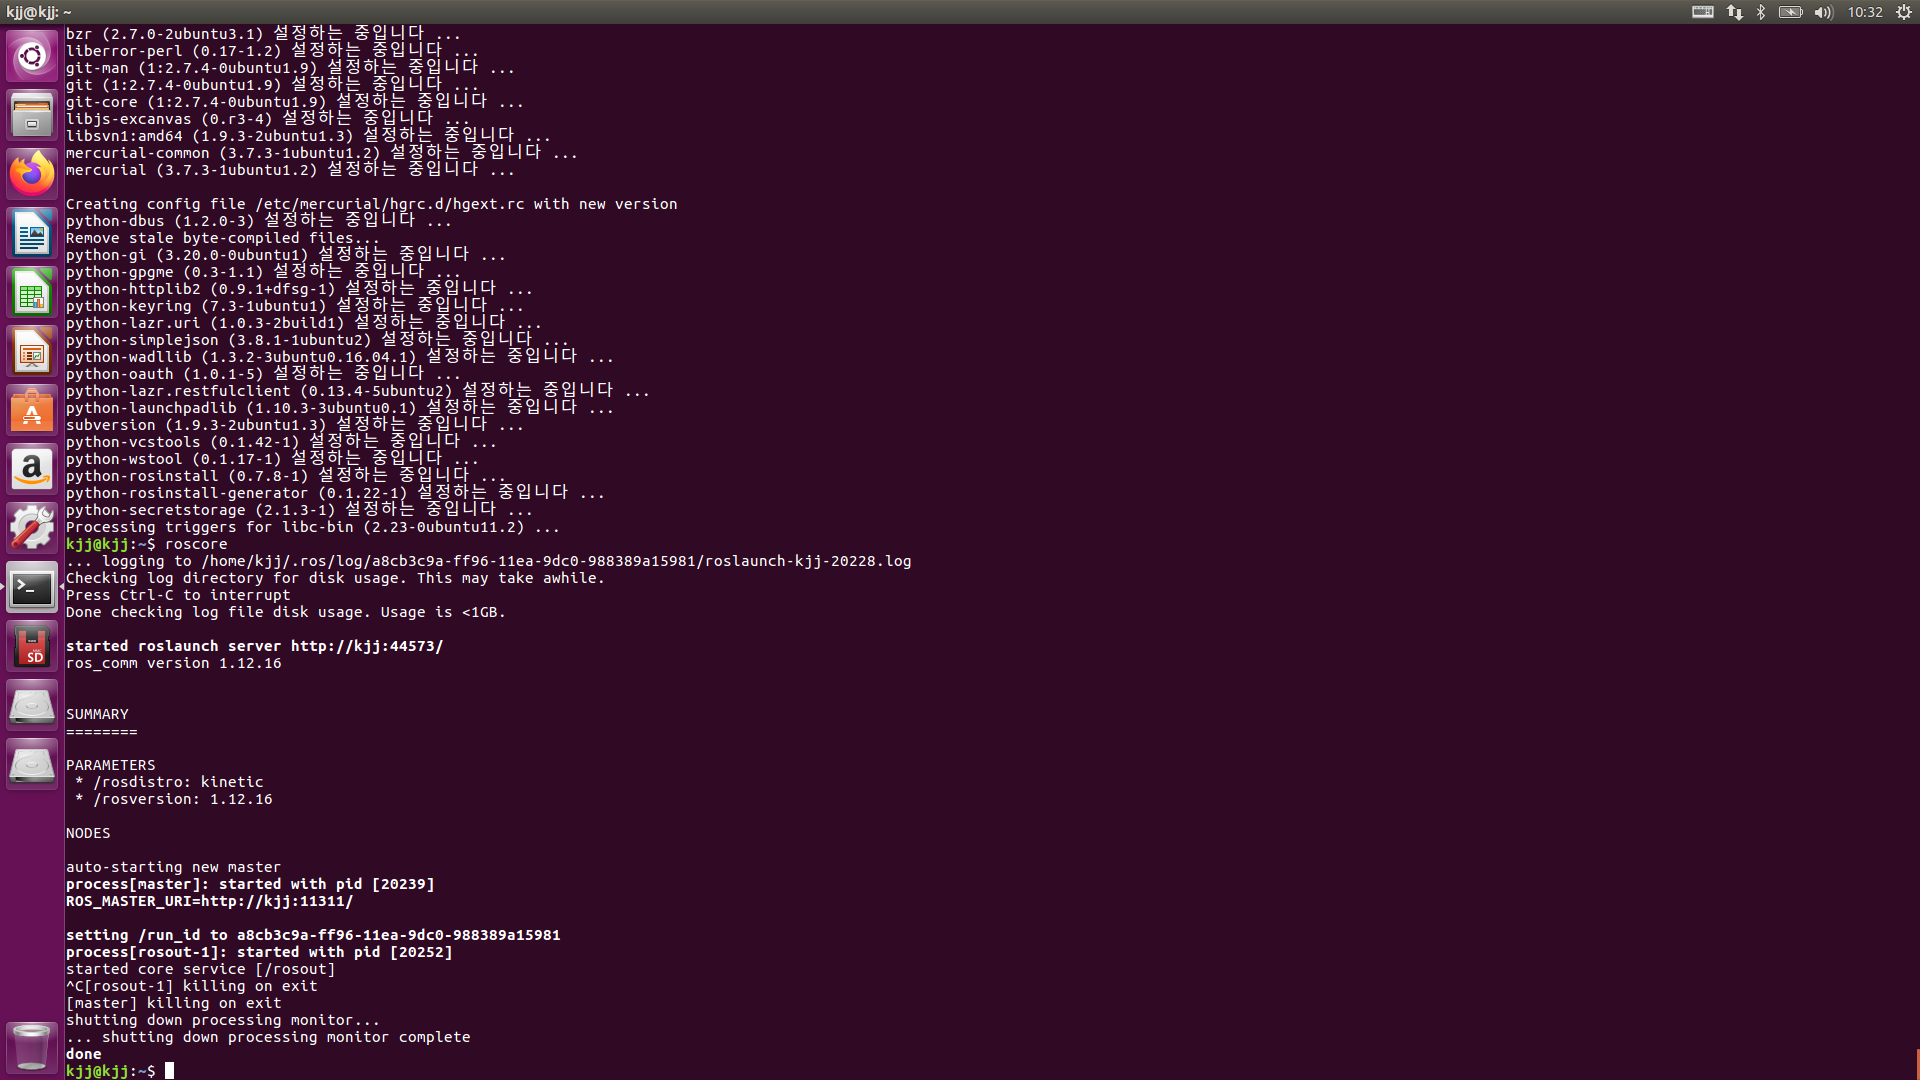 kjj@kjj: ~
10:32
bzr (2.7.0-2ubuntu3.1) 설정하는 중입니다 ...
liberror-perl (0.17-1.2) 설정하는 중입니다 ...
git-man (1:2.7.4-0ubuntu1.9) 설정하는 중입니다 ...
git (1:2.7.4-0ubuntu1.9) 설정하는 중입니다 ...
git-core (1:2.7.4-0ubuntu1.9) 설정하는 중입니다 ...
libjs-excanvas (0.r3-4) 설정하는 중입니다 ...
libsvn1:amd64 (1.9.3-2ubuntu1.3) 설정하는 중입니다 ...
mercurial-common (3.7.3-1ubuntu1.2) 설정하는 중입니다 ...
mercurial (3.7.3-1ubuntu1.2) 설정하는 중입니다 ...
Creating config file /etc/mercurial/hgrc.d/hgext.rc with new version
python-dbus (1.2.0-3) 설정하는 중입니다 ...
Remove stale byte-compiled files...
python-gi (3.20.0-0ubuntu1) 설정하는 중입니다 ...
python-gpgme (0.3-1.1) 설정하는 중입니다 ...
python-httplib2 (0.9.1+dfsg-1) 설정하는 중입니다 ...
python-keyring (7.3-1ubuntu1) 설정하는 중입니다 ...
python-lazr.uri (1.0.3-2build1) 설정하는 중입니다 ...
python-simplejson (3.8.1-1ubuntu2) 설정하는 중입니다 ...
python-wadllib (1.3.2-3ubuntu0.16.04.1) 설정하는 중입니다 ...
python-oauth (1.0.1-5) 설정하는 중입니다 ...
python-lazr.restfulclient (0.13.4-5ubuntu2) 설정하는 중입니다 ...
python-launchpadlib (1.10.3-3ubuntu0.1) 설정하는 중입니다 ...
subversion (1.9.3-2ubuntu1.3) 설정하는 중입니다 ...
python-vcstools (0.1.42-1) 설정하는 중입니다 ...
python-wstool (0.1.17-1) 설정하는 중입니다 ...
python-rosinstall (0.7.8-1) 설정하는 중입니다 ...
python-rosinstall-generator (0.1.22-1) 설정하는 중입니다 ...
python-secretstorage (2.1.3-1) 설정하는 중입니다 ...
Processing triggers for libc-bin (2.23-0ubuntu11.2) ...
kjj@kjj:~$ roscore
... logging to /home/kjj/.ros/log/a8cb3c9a-ff96-11ea-9dc0-988389a15981/roslaunch-kjj-20228.log
Checking log directory for disk usage. This may take awhile.
Press Ctrl-C to interrupt
Done checking log file disk usage. Usage is <1GB.
started roslaunch server http://kjj:44573/
ros_comm version 1.12.16
SUMMARY
========
PARAMETERS
* /rosdistro: kinetic
* /rosversion: 1.12.16
NODES
auto-starting new master
process[master]: started with pid [20239]
ROS_MASTER_URI=http://kjj:11311/
setting /run_id to a8cb3c9a-ff96-11ea-9dc0-988389a15981
process[rosout-1]: started with pid [20252]
started core service [/rosout]
^C[rosout-1] killing on exit
[master] killing on exit
shutting down processing monitor...
... shutting down processing monitor complete
done
kjj@kjj:~$